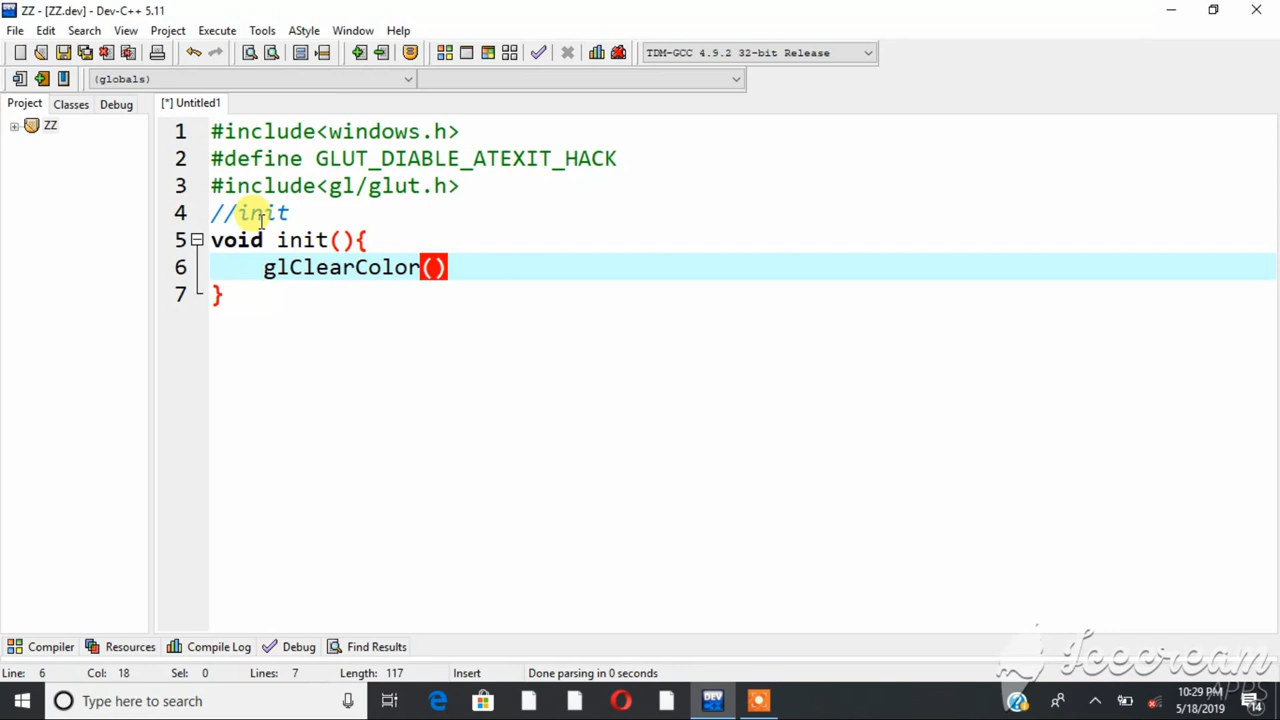 ZZ - [ZZ.dev] - Dev-C++ 5.11
File Edit Search View Project Execute Tools AStyle Window Help
TDM-GCC 4.9.2 32-bit Release
(globals)
Project Classes Debug [*] Untitled1
ZZ
1 #include<windows.h>
2 #define GLUT_DIABLE_ATEXIT_HACK
3 #include<gl/glut.h>
4 //init
5 void init(){
6 glClearColor()
7 }
Compiler Resources Compile Log Debug Find Results
Line: 6 Col: 18 Sel: 0 Lines: 7 Length: 117 Insert Done parsing in 0 seconds
Icecream
APPS
Type here to search
DEV
10:29 PM
5/18/2019
14